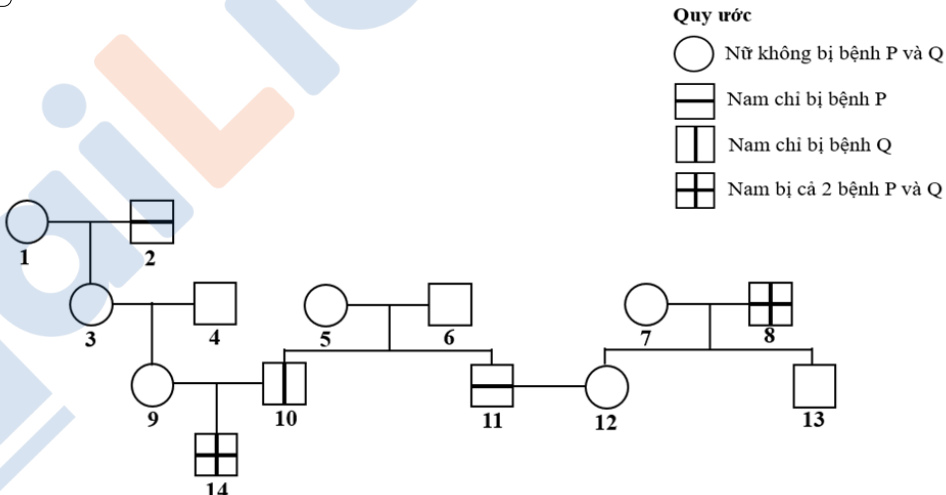 Quy ước
Nữ không bị bệnh P và Q
Nam chỉ bị bệnh P
Nam chỉ bị bệnh Q
Nam bị cả 2 bệnh P và Q
1 2
3 4 5 6 7 8
9 10 11 12 13
14
aiL